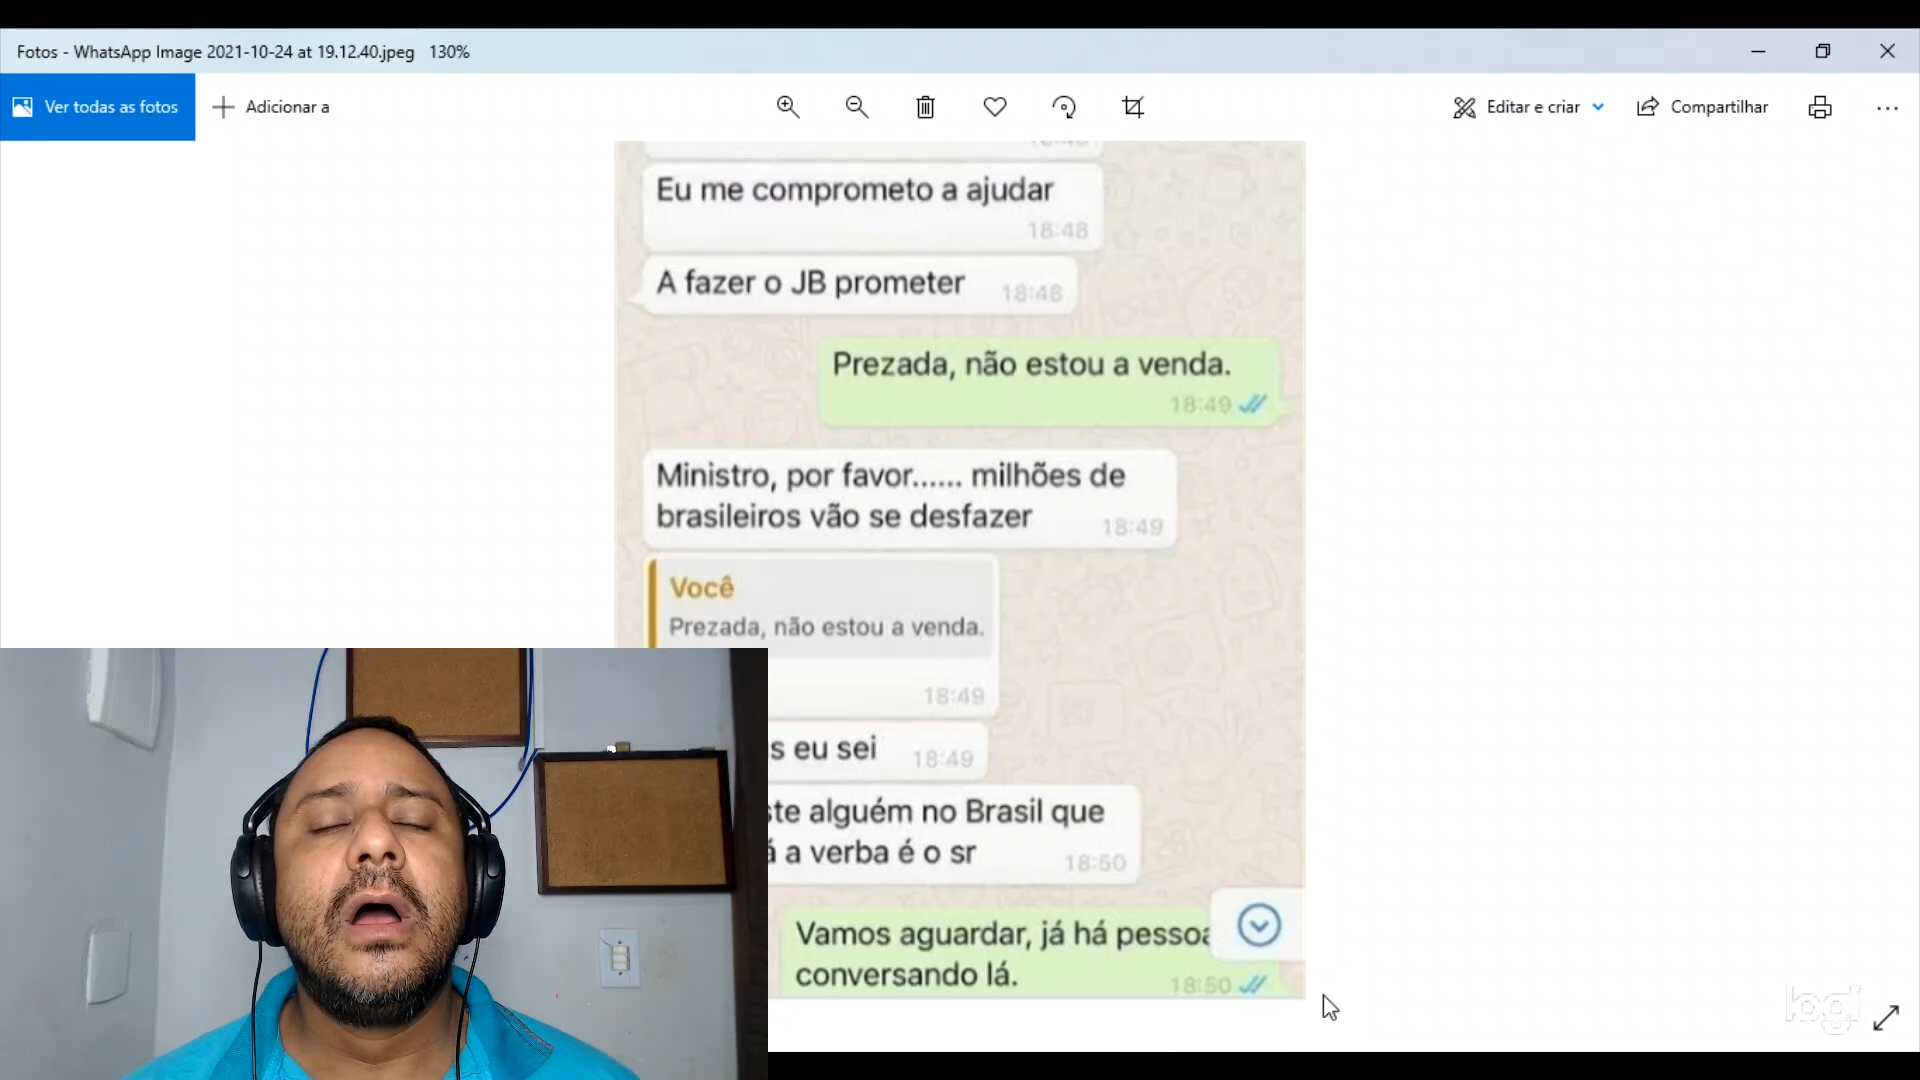 Fotos - WhatsApp Image 2021-10-24 at 19.12.40.jpeg 130%
Ver todas as fotos
Adicionar a
Editar e criar
Compartilhar
Eu me comprometo a ajudar
18:48
A fazer o JB prometer 18:48
Prezada, não estou a venda.
18:49
Ministro, por favor...... milhões de
brasileiros vão se desfazer 18:49
Você
Prezada, não estou a venda.
18:49
s eu sei 18:49
te alguém no Brasil que
á a verba é o sr 18:50
Vamos aguardar, já há pessoa
conversando lá. 18:50
logi